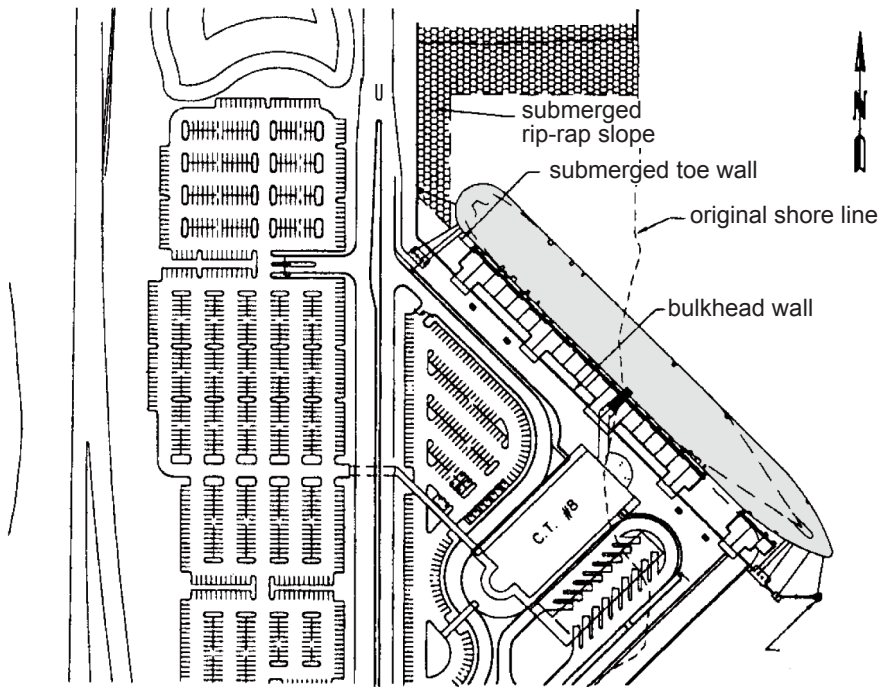 N
submerged
rip-rap slope
submerged toe wall
original shore line
bulkhead wall
C.T. #8